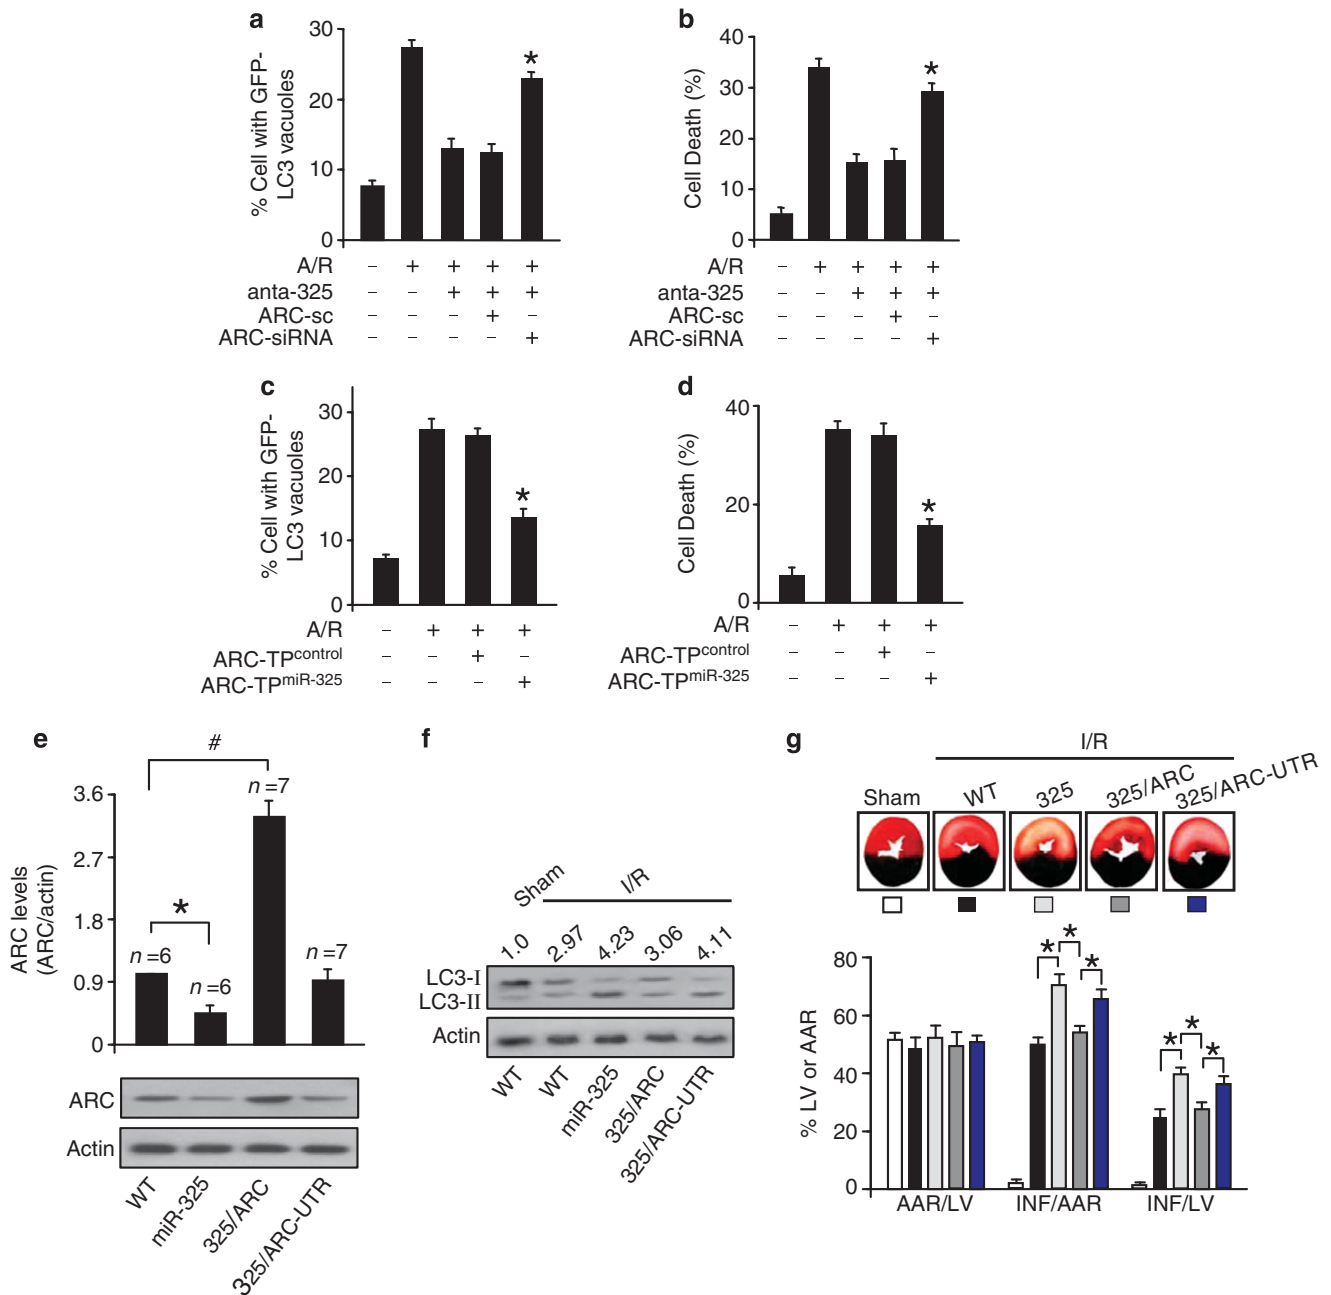 a
% Cell with GFP-
LC3 vacuoles
30
20
10
0
*
A/R – + + + +
anta-325 – – + + +
ARC-sc – – – + –
ARC-siRNA – – – – +
b
Cell Death (%)
40
30
20
10
0
*
A/R – + + + +
anta-325 – – + + +
ARC-sc – – – + –
ARC-siRNA – – – – +
c
% Cell with GFP-
LC3 vacuoles
30
20
10
0
*
A/R – + + +
ARC-TPcontrol – – + –
ARC-TPmiR-325 – – – +
d
Cell Death (%)
40
20
0
*
A/R – + + +
ARC-TPcontrol – – + –
ARC-TPmiR-325 – – – +
e
ARC levels
(ARC/actin)
3.6
2.7
1.8
0.9
0
#
*
n=6
n=6
n=7
n=7
ARC
Actin
WT
miR-325
325/ARC
325/ARC-UTR
f
Sham
I/R
1.0 2.97 4.23 3.06 4.11
LC3-I
LC3-II
Actin
WT
WT
miR-325
325/ARC
325/ARC-UTR
g
I/R
Sham WT 325 325/ARC 325/ARC-UTR
% LV or AAR
80
60
40
20
0
* * *
* * *
AAR/LV INF/AAR INF/LV